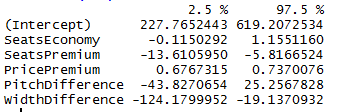 2.5 % 97.5 %
(Intercept) 227.7652443 619.2072534
SeatsEconomy -0.1150292 1.1551160
SeatsPremium -13.6105950 -5.8166524
PricePremium 0.6767315 0.7370076
PitchDifference -43.8270654 25.2567828
WidthDifference -124.1799952 -19.1370932